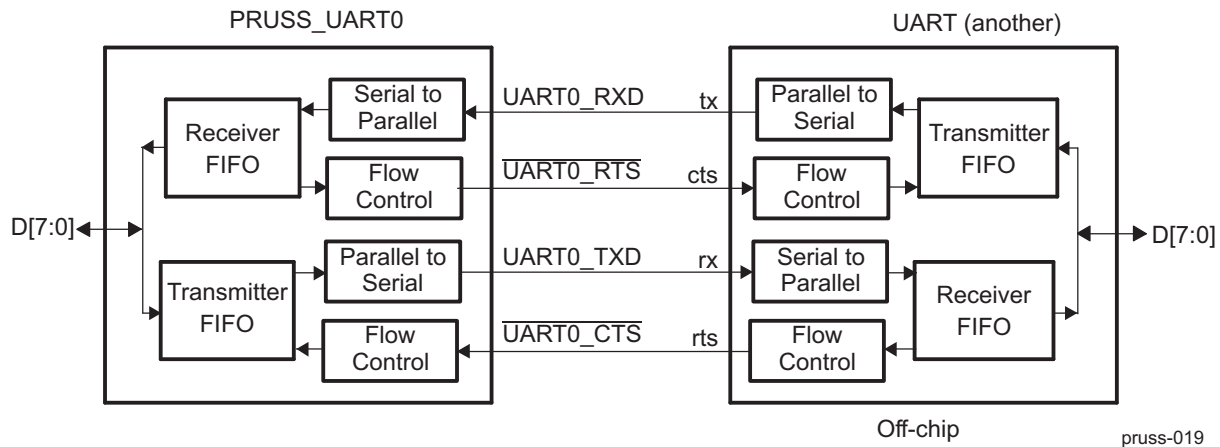 PRUSS_UART0
UART (another)
Receiver
FIFO
Serial to
Parallel
UART0_RXD
tx
Parallel to
Serial
Transmitter
FIFO
Flow
Control
UART0_RTS
cts
Flow
Control
D[7:0]
D[7:0]
Transmitter
FIFO
Parallel to
Serial
UART0_TXD
rx
Serial to
Parallel
Receiver
FIFO
Flow
Control
UART0_CTS
rts
Flow
Control
Off-chip
pruss-019